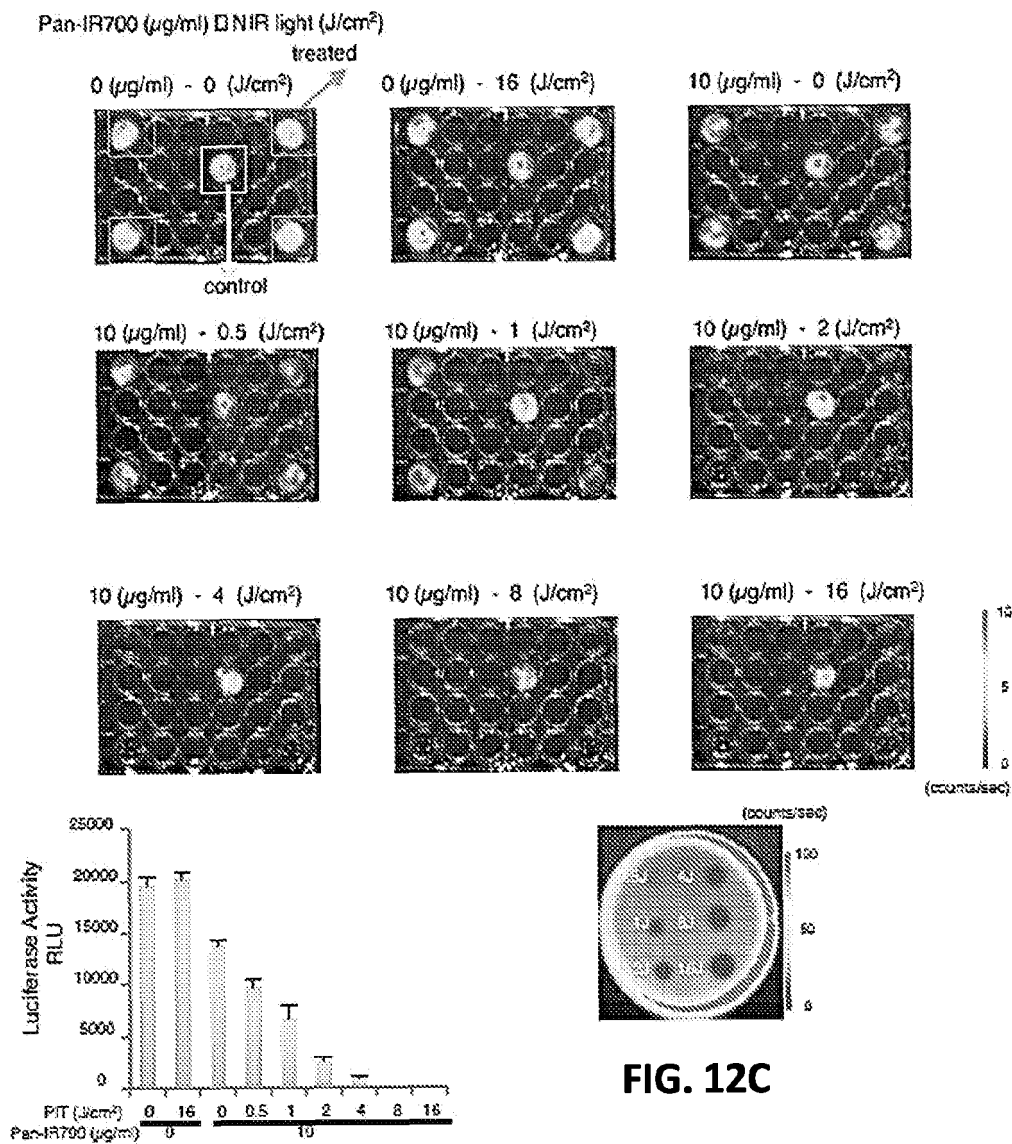 Pan-IR700 (µg/ml) □ NIR light (J/cm²)
treated
0 (µg/ml) - 0 (J/cm²)
0 (µg/ml) - 16 (J/cm²)
10 (µg/ml) - 0 (J/cm²)
control
10 (µg/ml) - 0.5 (J/cm²)
10 (µg/ml) - 1 (J/cm²)
10 (µg/ml) - 2 (J/cm²)
10 (µg/ml) - 4 (J/cm²)
10 (µg/ml) - 8 (J/cm²)
10 (µg/ml) - 16 (J/cm²)
10
5
0
(counts/sec)
25000
20000
15000
10000
5000
0
Luciferase Activity
RLU
PIT (J/cm²) 0 16 0 0.5 1 2 4 8 16
Pan-IR700 (µg/ml) 0 10
(counts/sec)
100
50
0
FIG. 12C